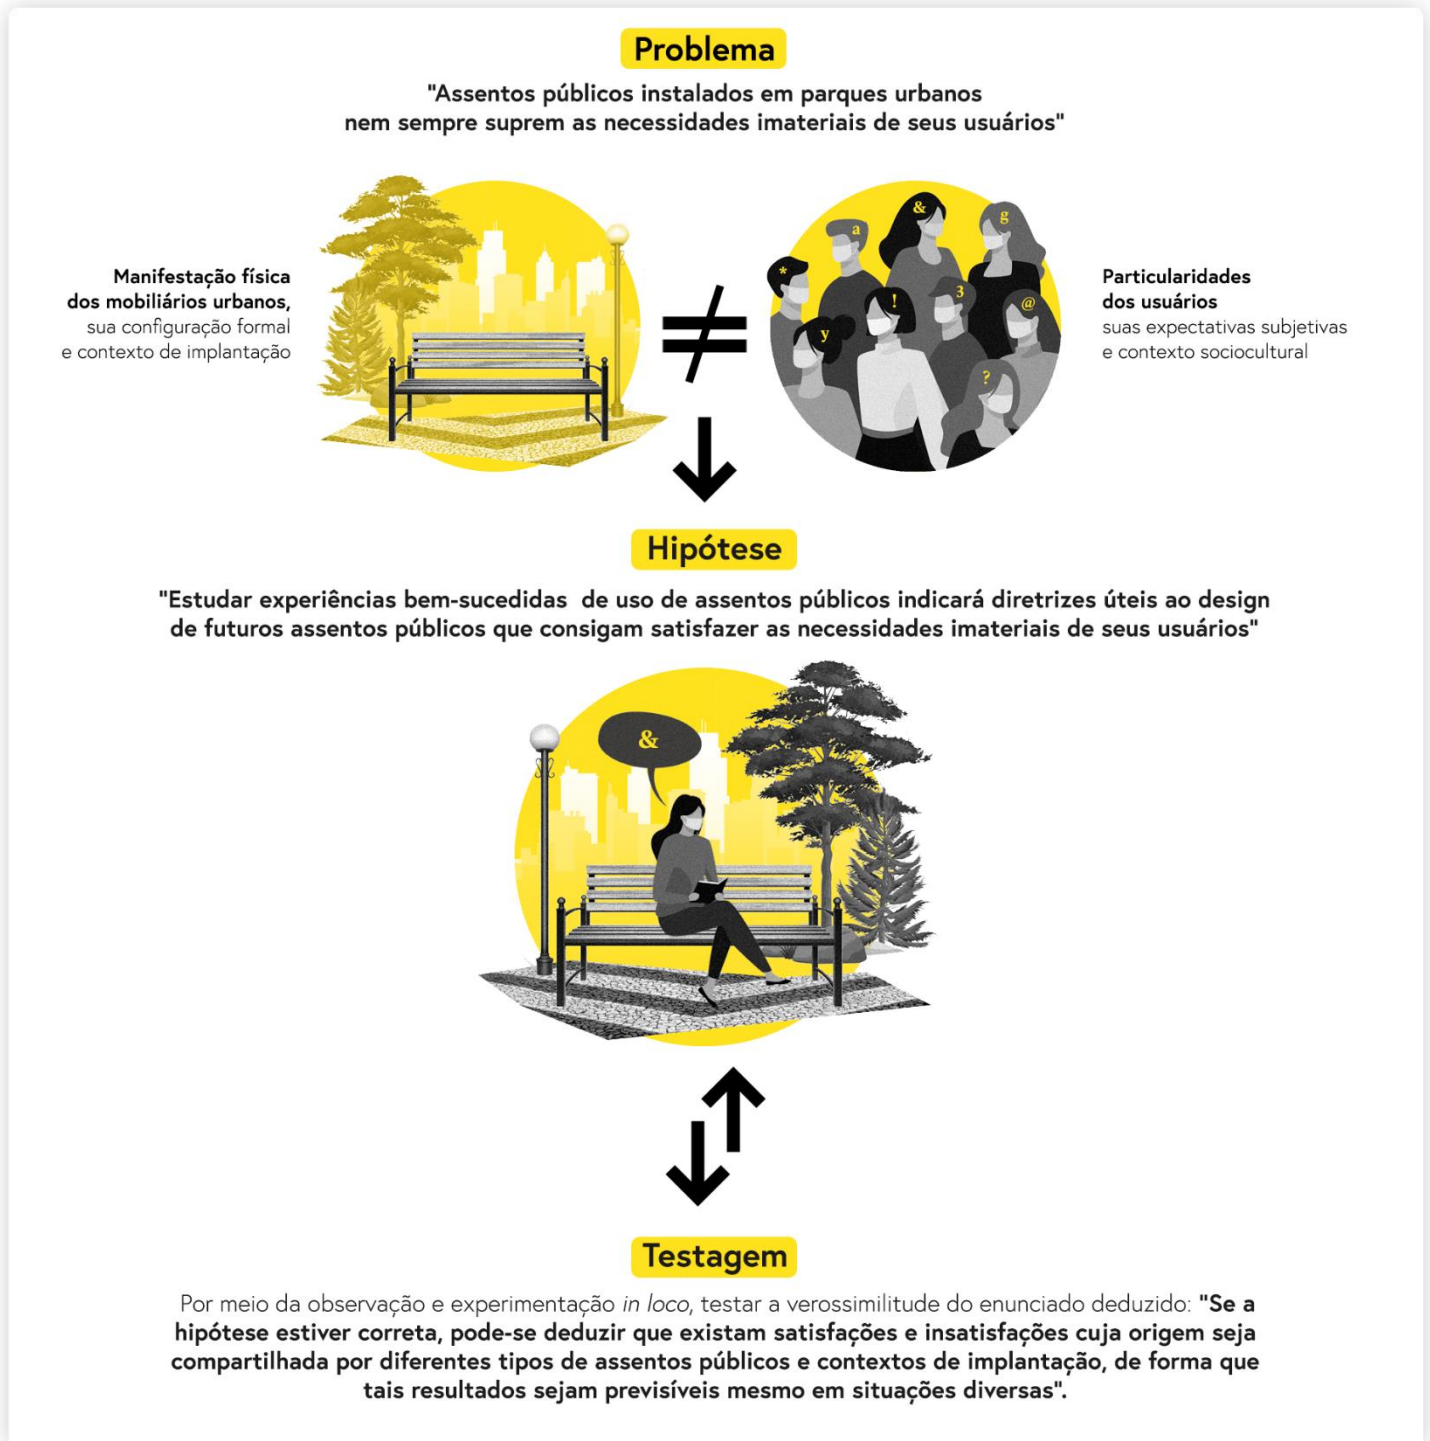 Problema
"Assentos públicos instalados em parques urbanos
nem sempre suprem as necessidades imateriais de seus usuários"
Manifestação física
dos mobiliários urbanos,
sua configuração formal
e contexto de implantação
≠
* a & g
y ! 3 @
?
Particularidades
dos usuários
suas expectativas subjetivas
e contexto sociocultural
Hipótese
"Estudar experiências bem-sucedidas de uso de assentos públicos indicará diretrizes úteis ao design
de futuros assentos públicos que consigam satisfazer as necessidades imateriais de seus usuários"
&
Testagem
Por meio da observação e experimentação in loco, testar a verossimilitude do enunciado deduzido: "Se a
hipótese estiver correta, pode-se deduzir que existam satisfações e insatisfações cuja origem seja
compartilhada por diferentes tipos de assentos públicos e contextos de implantação, de forma que
tais resultados sejam previsíveis mesmo em situações diversas".